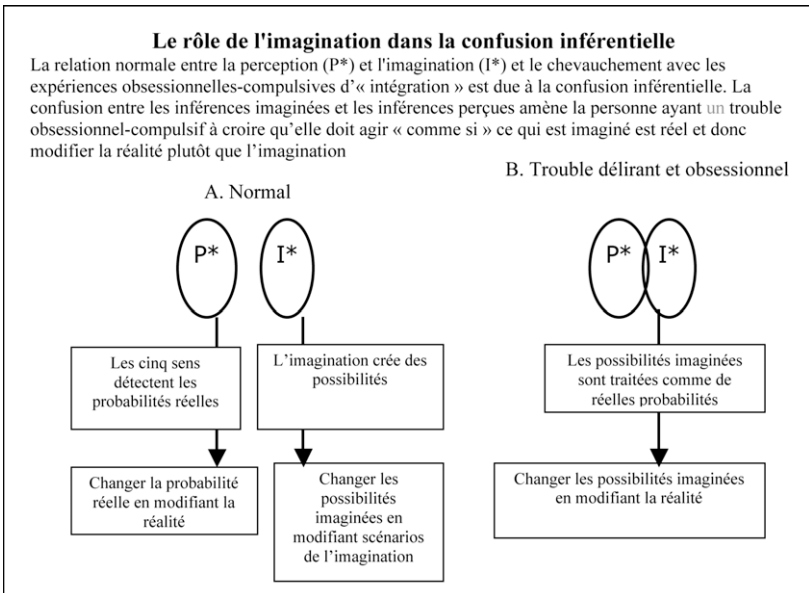 Le rôle de l'imagination dans la confusion inférentielle
La relation normale entre la perception (P*) et l'imagination (I*) et le chevauchement avec les
expériences obsessionnelles-compulsives d'« intégration » est due à la confusion inférentielle. La
confusion entre les inférences imaginées et les inférences perçues amène la personne ayant un trouble
obsessionnel-compulsif à croire qu'elle doit agir « comme si » ce qui est imaginé est réel et donc
modifier la réalité plutôt que l'imagination
A. Normal
P*
I*
Les cinq sens
détectent les
probabilités réelles
L'imagination crée des
possibilités
Changer la probabilité
réelle en modifiant la
réalité
Changer les
possibilités
imaginées en
modifiant scénarios
de l'imagination
B. Trouble délirant et obsessionnel
P*
I*
Les possibilités imaginées
sont traitées comme de
réelles probabilités
Changer les possibilités imaginées
en modifiant la réalité